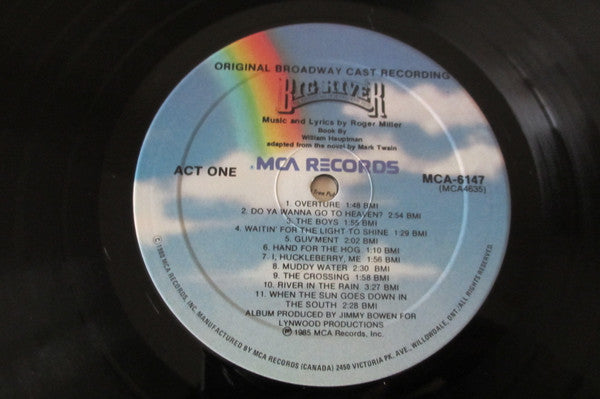 ORIGINAL BROADWAY CAST RECORDING
BIG RIVER
Music and Lyrics by Roger Miller
Book By
William Hauptman
adapted from the novel by Mark Twain
ACT ONE
MCA RECORDS
MCA-6147
(MCA4635)
1. OVERTURE 1:48 BMI
2. DO YA WANNA GO TO HEAVEN? 2:54 BMI
3. THE BOYS 1:55 BMI
4. WAITIN' FOR THE LIGHT TO SHINE 1:29 BMI
5. GUV'MENT 2:02 BMI
6. HAND FOR THE HOG 1:10 BMI
7. I, HUCKLEBERRY, ME 1:56 BMI
8. MUDDY WATER 2:30 BMI
9. THE CROSSING 1:58 BMI
10. RIVER IN THE RAIN 3:27 BMI
11. WHEN THE SUN GOES DOWN IN
THE SOUTH 2:28 BMI
ALBUM PRODUCED BY JIMMY BOWEN FOR
LYNWOOD PRODUCTIONS
℗1985 MCA Records, Inc.
©1980 MCA RECORDS, INC. MANUFACTURED BY MCA RECORDS (CANADA) 2450 VICTORIA PK. AVE., WILLOWDALE, ONT./ALL RIGHTS RESERVED.